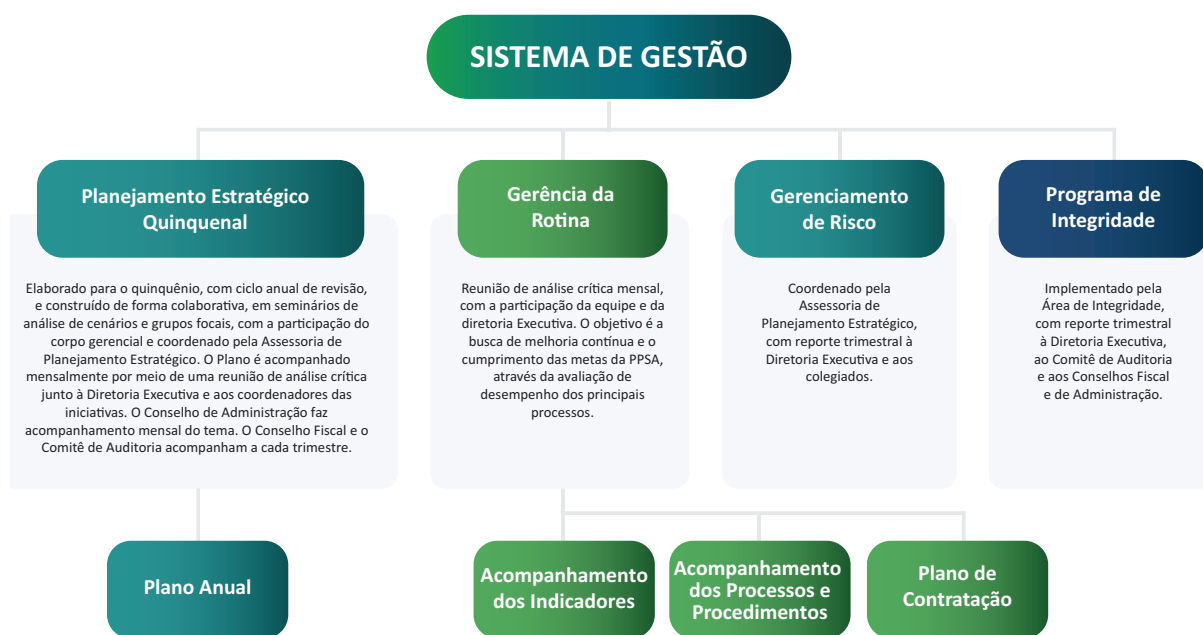 SISTEMA DE GESTÃO
Planejamento Estratégico
Quinquenal
Elaborado para o quinquênio, com ciclo anual de revisão,
e construído de forma colaborativa, em seminários de
análise de cenários e grupos focais, com a participação do
corpo gerencial e coordenado pela Assessoria de
Planejamento Estratégico. O Plano é acompanhado
mensalmente por meio de uma reunião de análise crítica
junto à Diretoria Executiva e aos coordenadores das
iniciativas. O Conselho de Administração faz
acompanhamento mensal do tema. O Conselho Fiscal e o
Comitê de Auditoria acompanham a cada trimestre.
Gerência da
Rotina
Reunião de análise crítica mensal,
com a participação da equipe e da
diretoria Executiva. O objetivo é a
busca de melhoria contínua e o
cumprimento das metas da PPSA,
através da avaliação de
desempenho dos principais
processos.
Gerenciamento
de Risco
Coordenado pela
Assessoria de
Planejamento Estratégico,
com reporte trimestral à
Diretoria Executiva e aos
colegiados.
Programa de
Integridade
Implementado pela
Área de Integridade,
com reporte trimestral
à Diretoria Executiva,
ao Comitê de Auditoria
e aos Conselhos Fiscal
e de Administração.
Plano Anual
Acompanhamento
dos Indicadores
Acompanhamento
dos Processos e
Procedimentos
Plano de
Contratação